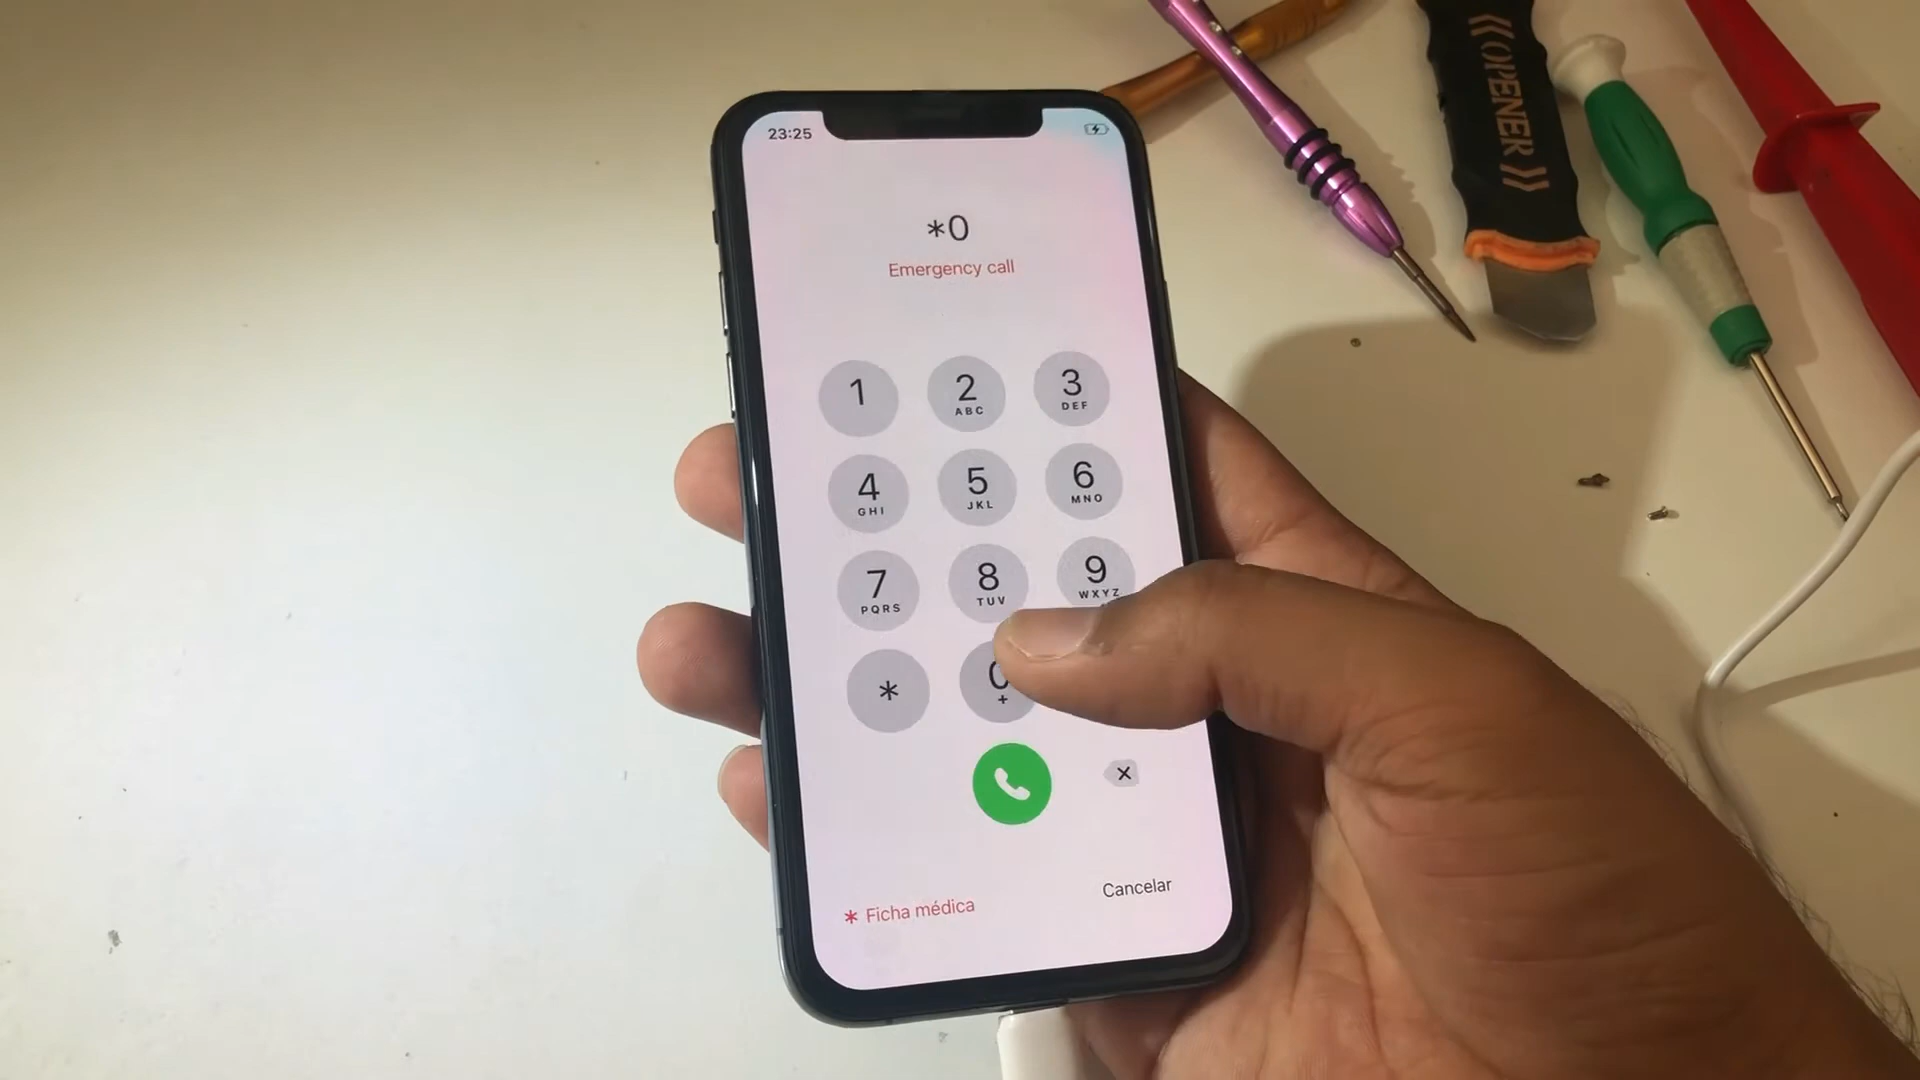 23:25
*0
Emergency call
1
2
ABC
3
DEF
4
GHI
5
JKL
6
MNO
7
PQRS
8
TUV
9
WXYZ
*
0
+
Cancelar
* Ficha médica
OPENER